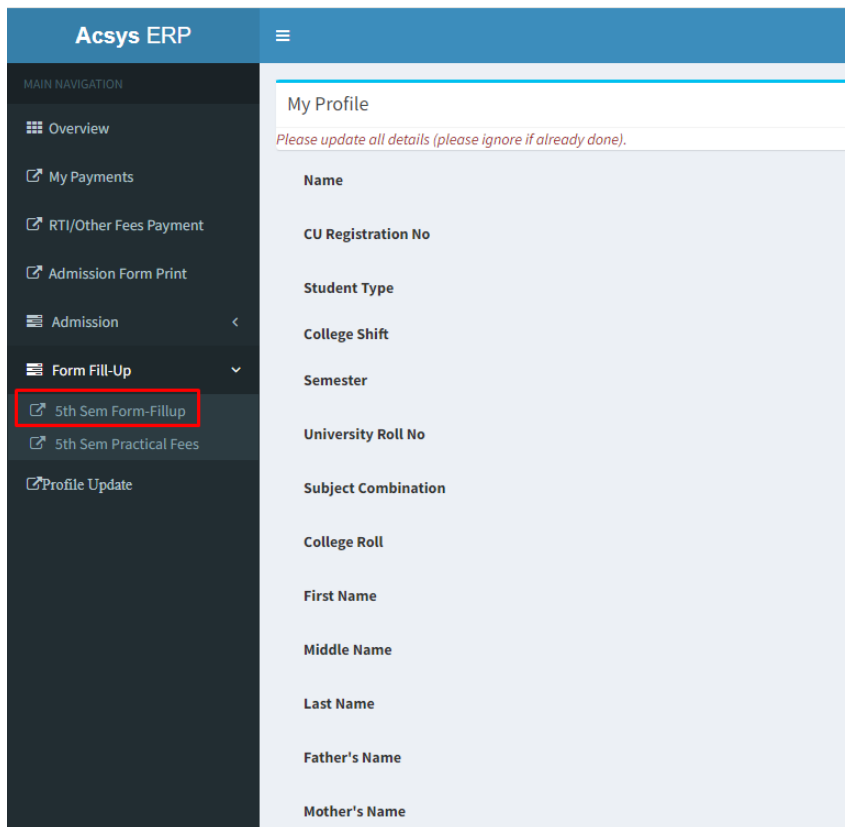 Acsys ERP
MAIN NAVIGATION
Overview
My Payments
RTI/Other Fees Payment
Admission Form Print
Admission
Form Fill-Up
5th Sem Form-Fillup
5th Sem Practical Fees
Profile Update
My Profile
Please update all details (please ignore if already done).
Name
CU Registration No
Student Type
College Shift
Semester
University Roll No
Subject Combination
College Roll
First Name
Middle Name
Last Name
Father's Name
Mother's Name